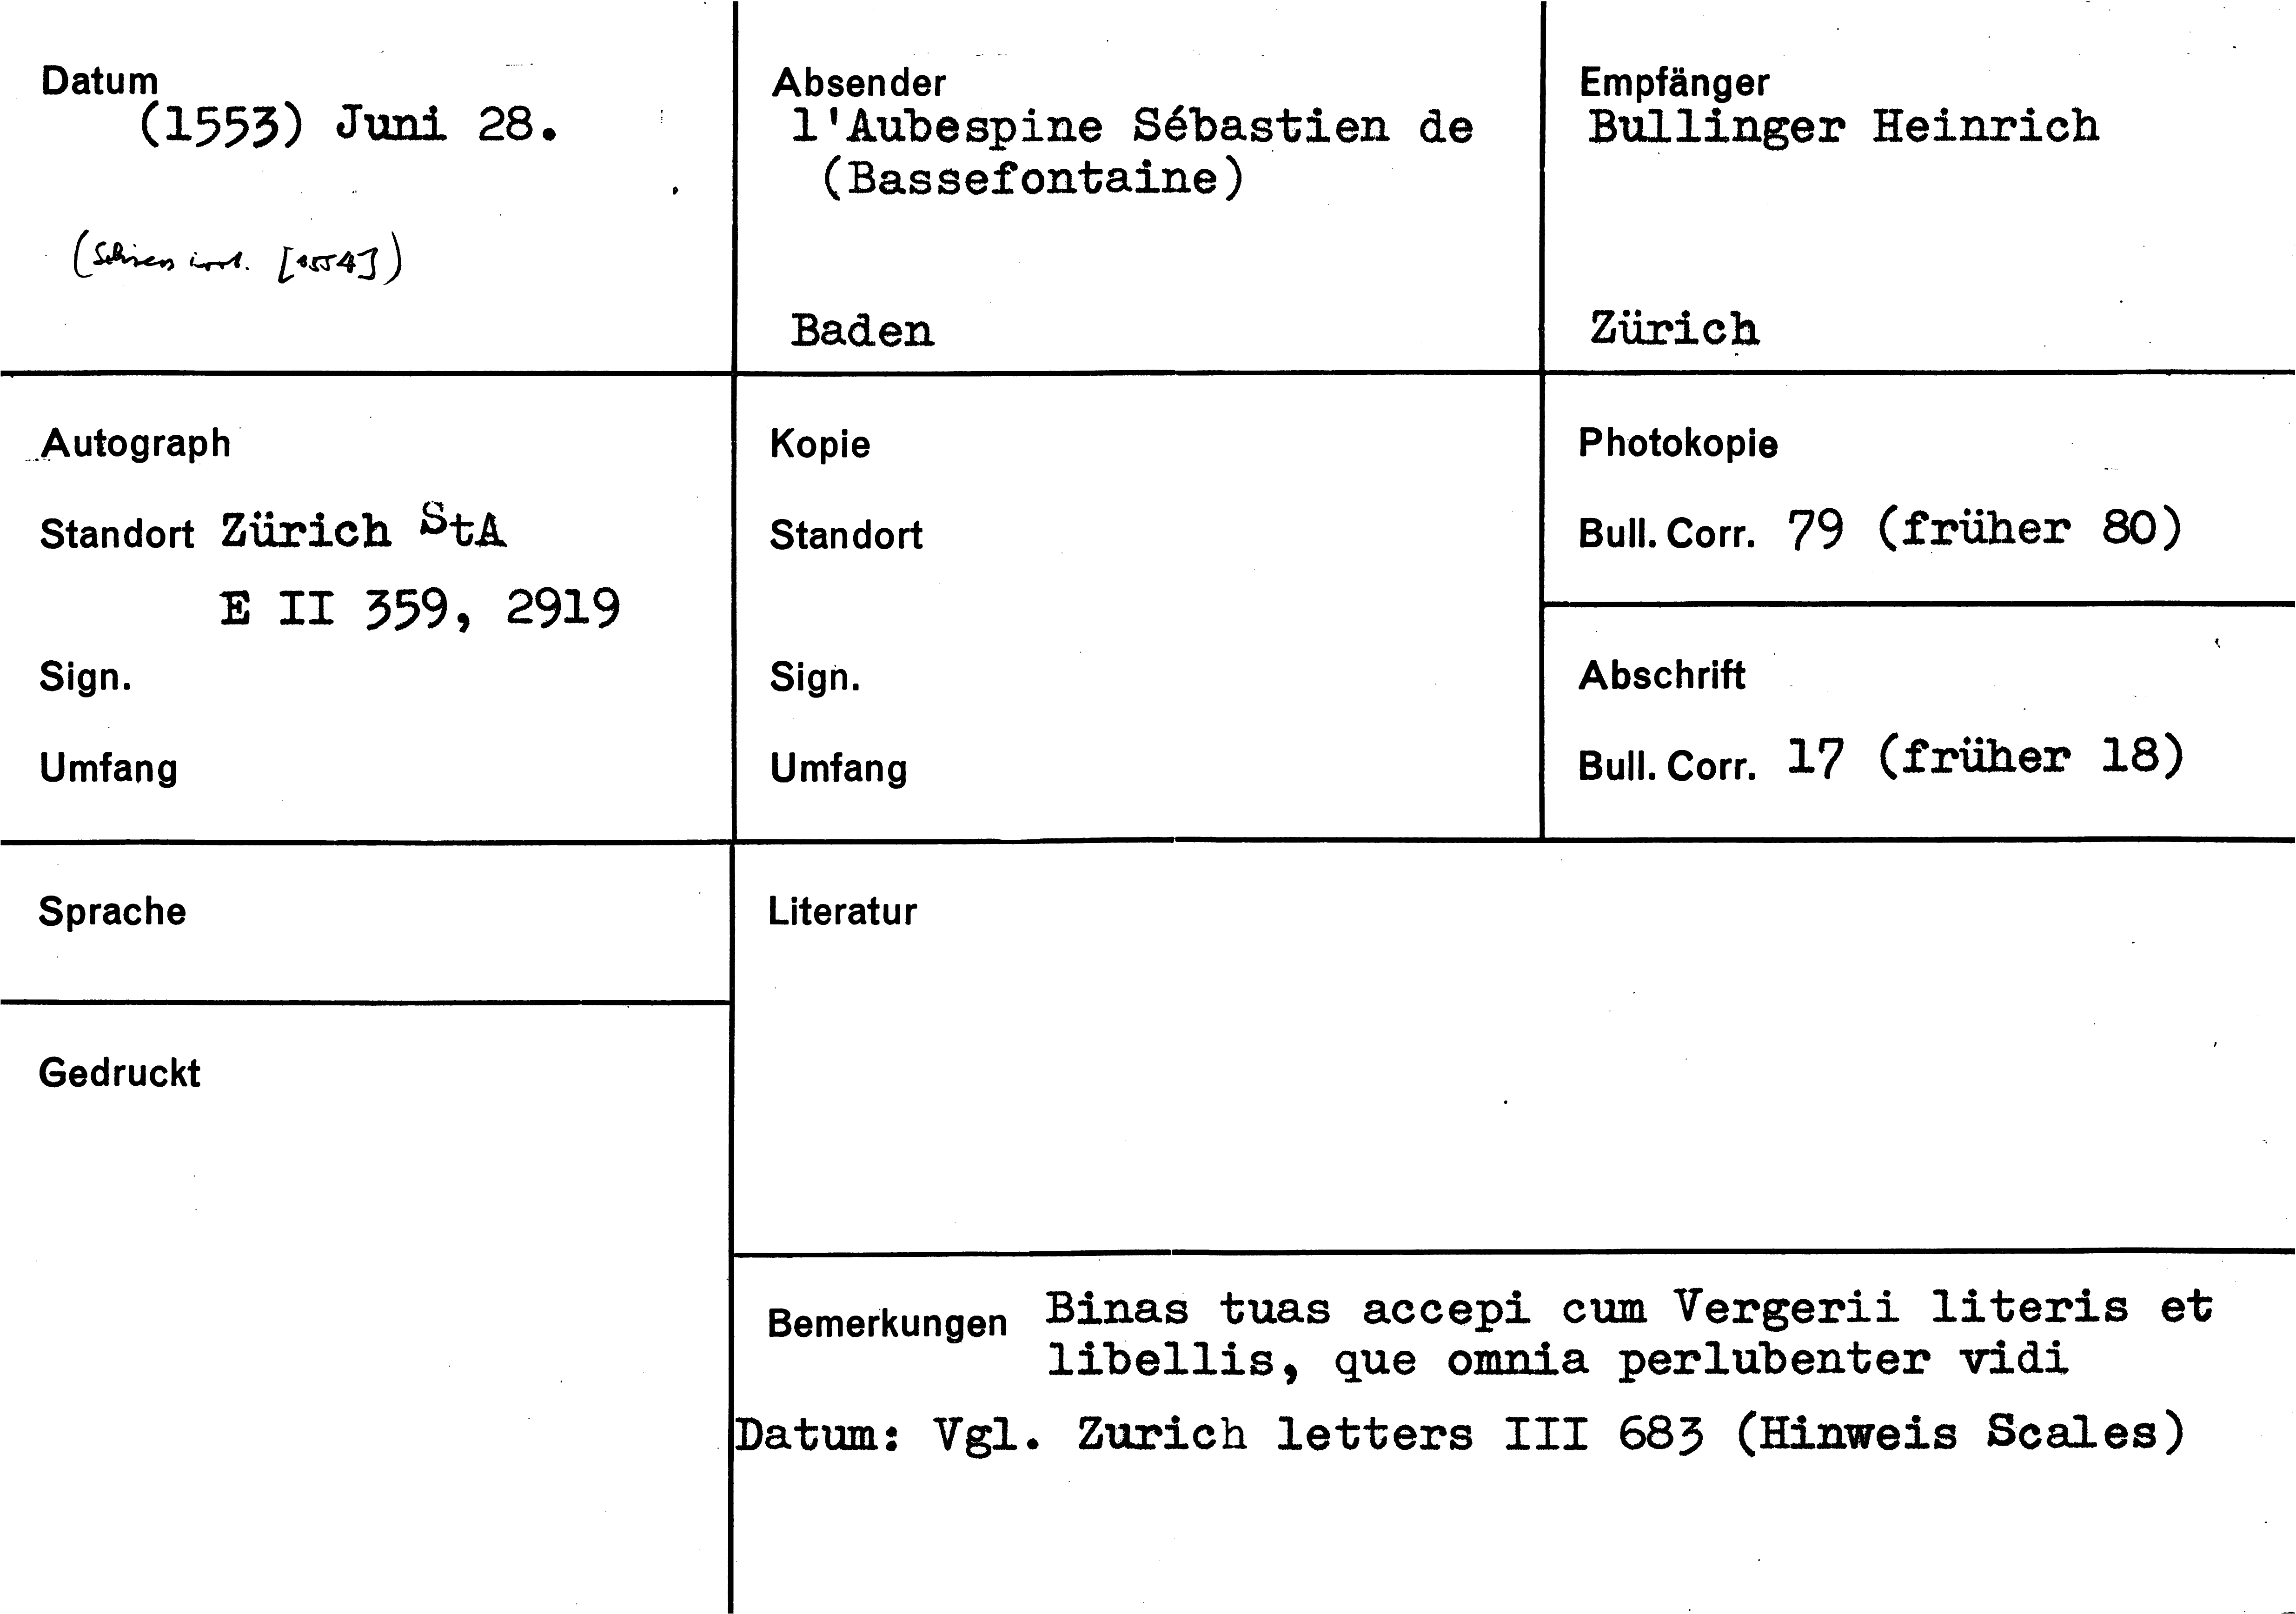 Datum
(1553) Juni 28.
(Schiess irrt. [1554])
Absender
l'Aubespine Sébastien de
(Bassefontaine)
Baden
Empfänger
Bullinger Heinrich
Zürich
Autograph
Standort Zürich StA
E II 359, 2919
Sign.
Umfang
Kopie
Standort
Sign.
Umfang
Photokopie
Bull. Corr. 79 (früher 80)
Abschrift
Bull. Corr. 17 (früher 18)
Sprache
Gedruckt
Literatur
Bemerkungen Binas tuas accepi cum Vergerii literis et
libellis, que omnia perlubenter vidi
Datum: Vgl. Zurich letters III 683 (Hinweis Scales)